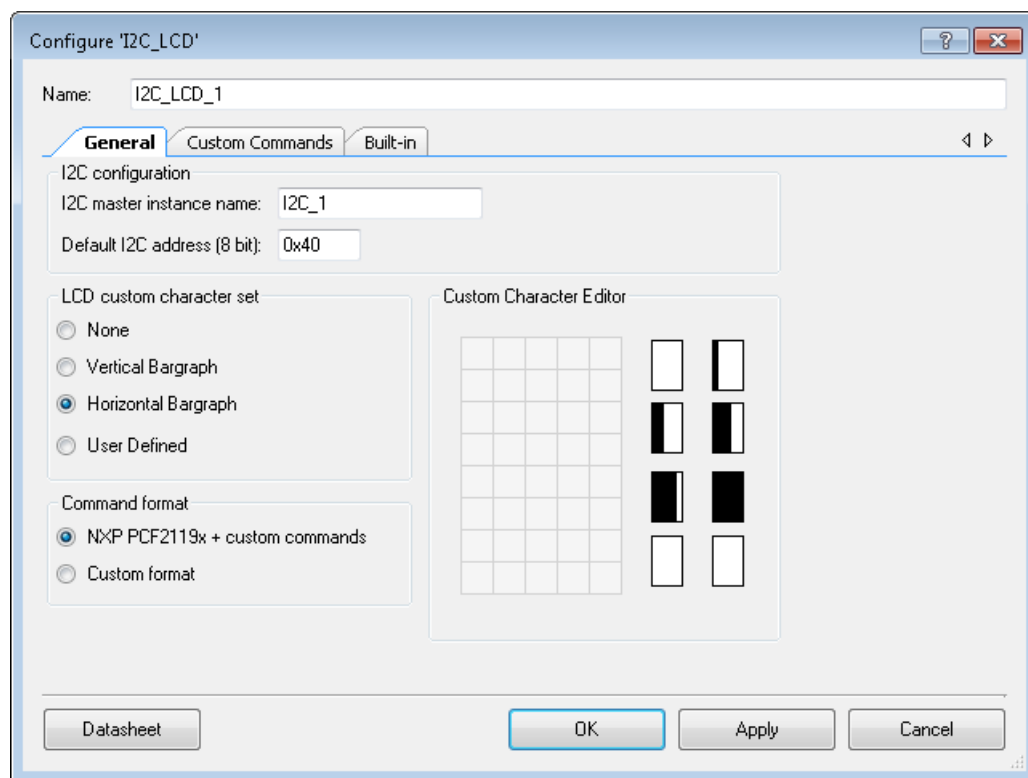 Configure 'I2C_LCD'
Name: I2C_LCD_1
General Custom Commands Built-in
I2C configuration
I2C master instance name: I2C_1
Default I2C address (8 bit): 0x40
LCD custom character set
None
Vertical Bargraph
Horizontal Bargraph
User Defined
Command format
NXP PCF2119x + custom commands
Custom format
Custom Character Editor
Datasheet OK Apply Cancel